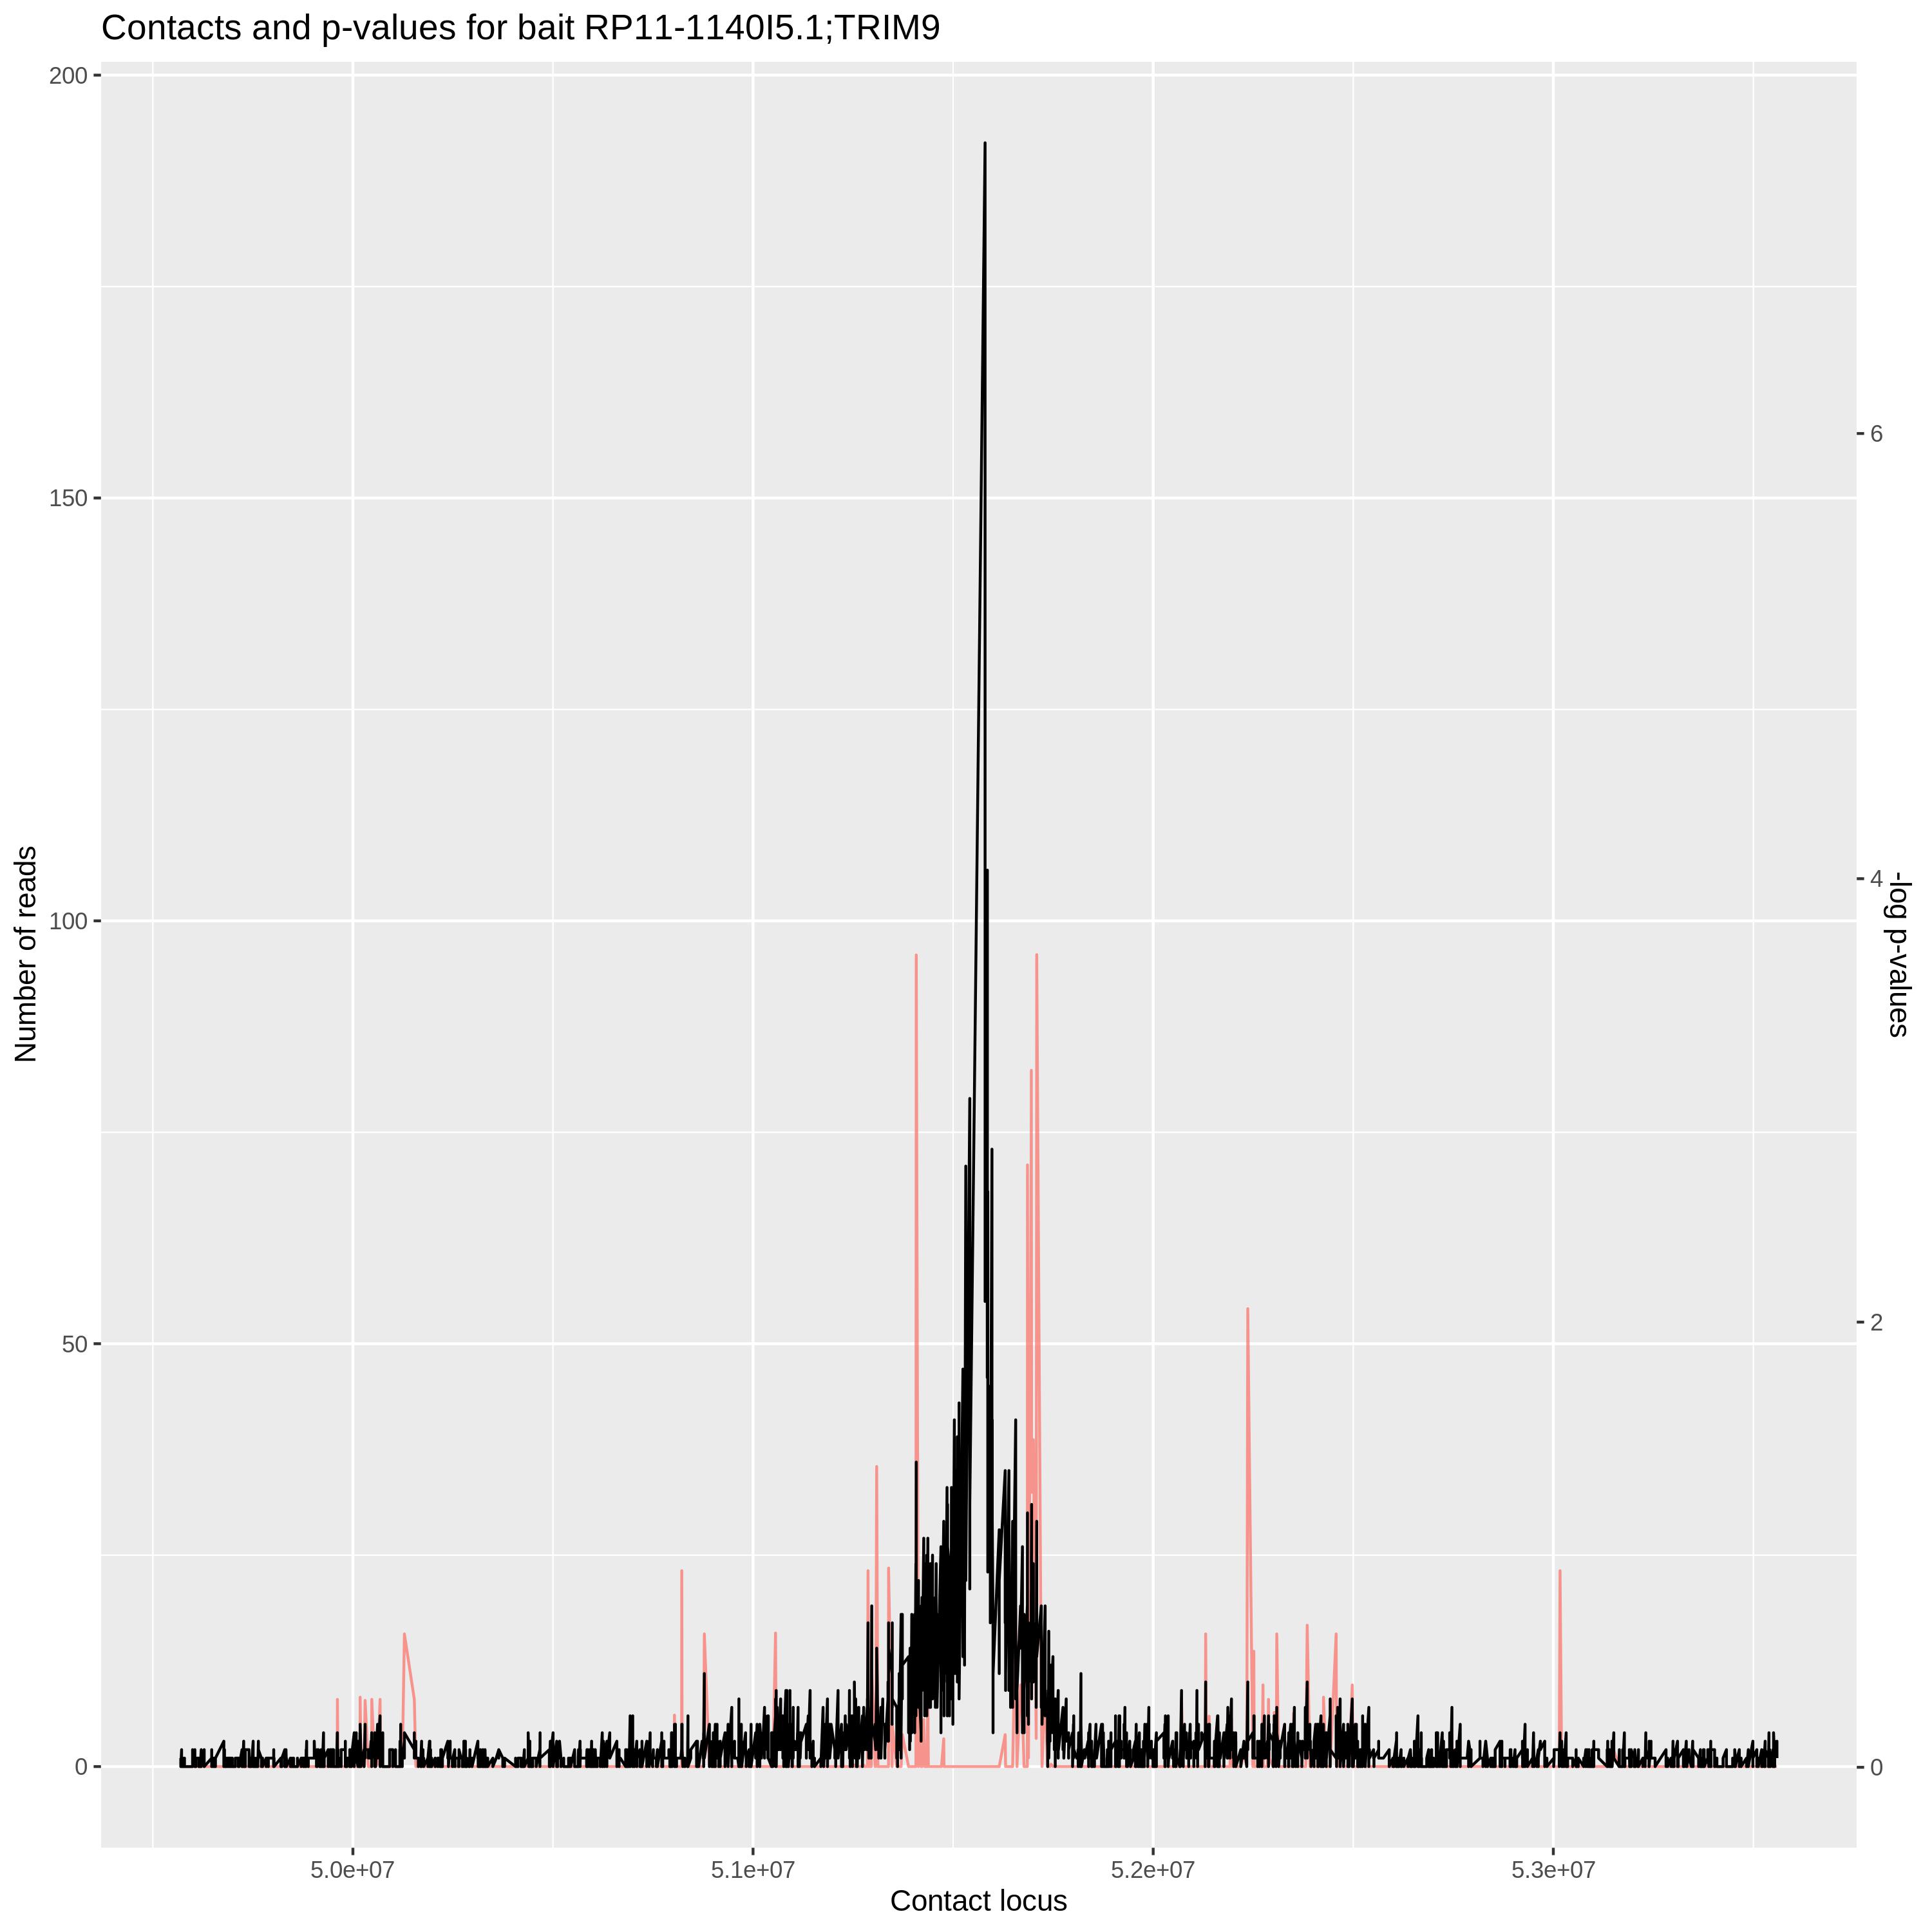 Contacts and p-values for bait RP11-1140I5.1;TRIM9
200
150
100
50
0
Number of reads
6
4
2
0
-log p-values
5.0e+07
5.1e+07
5.2e+07
5.3e+07
Contact locus